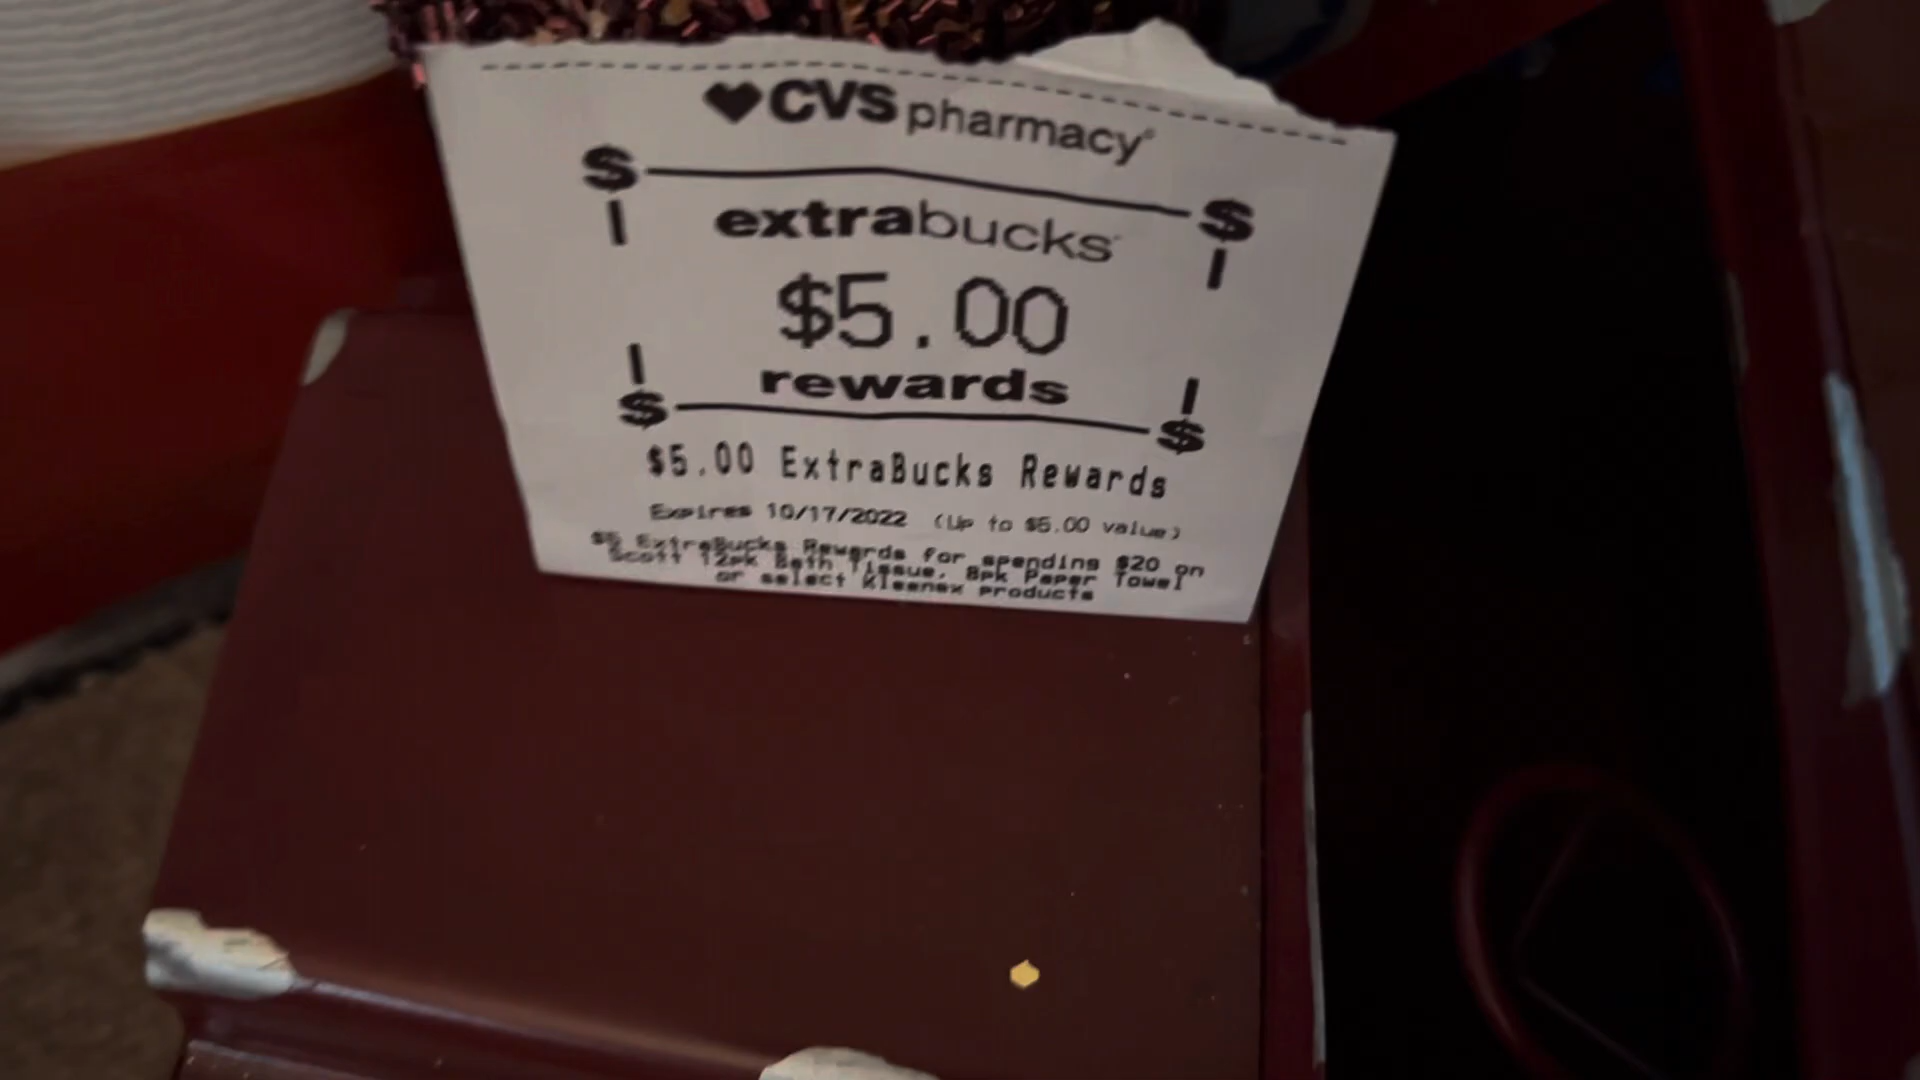 CVS pharmacy
$ $
extrabucks
$5.00
rewards
$ $
$5.00 ExtraBucks Rewards
Expires 10/17/2022 (Up to $5.00 value)
$5 ExtraBucks Rewards for spending $20 on
Scott 12pk Bath Tissue, 8pk Paper Towel
or select Kleenex products